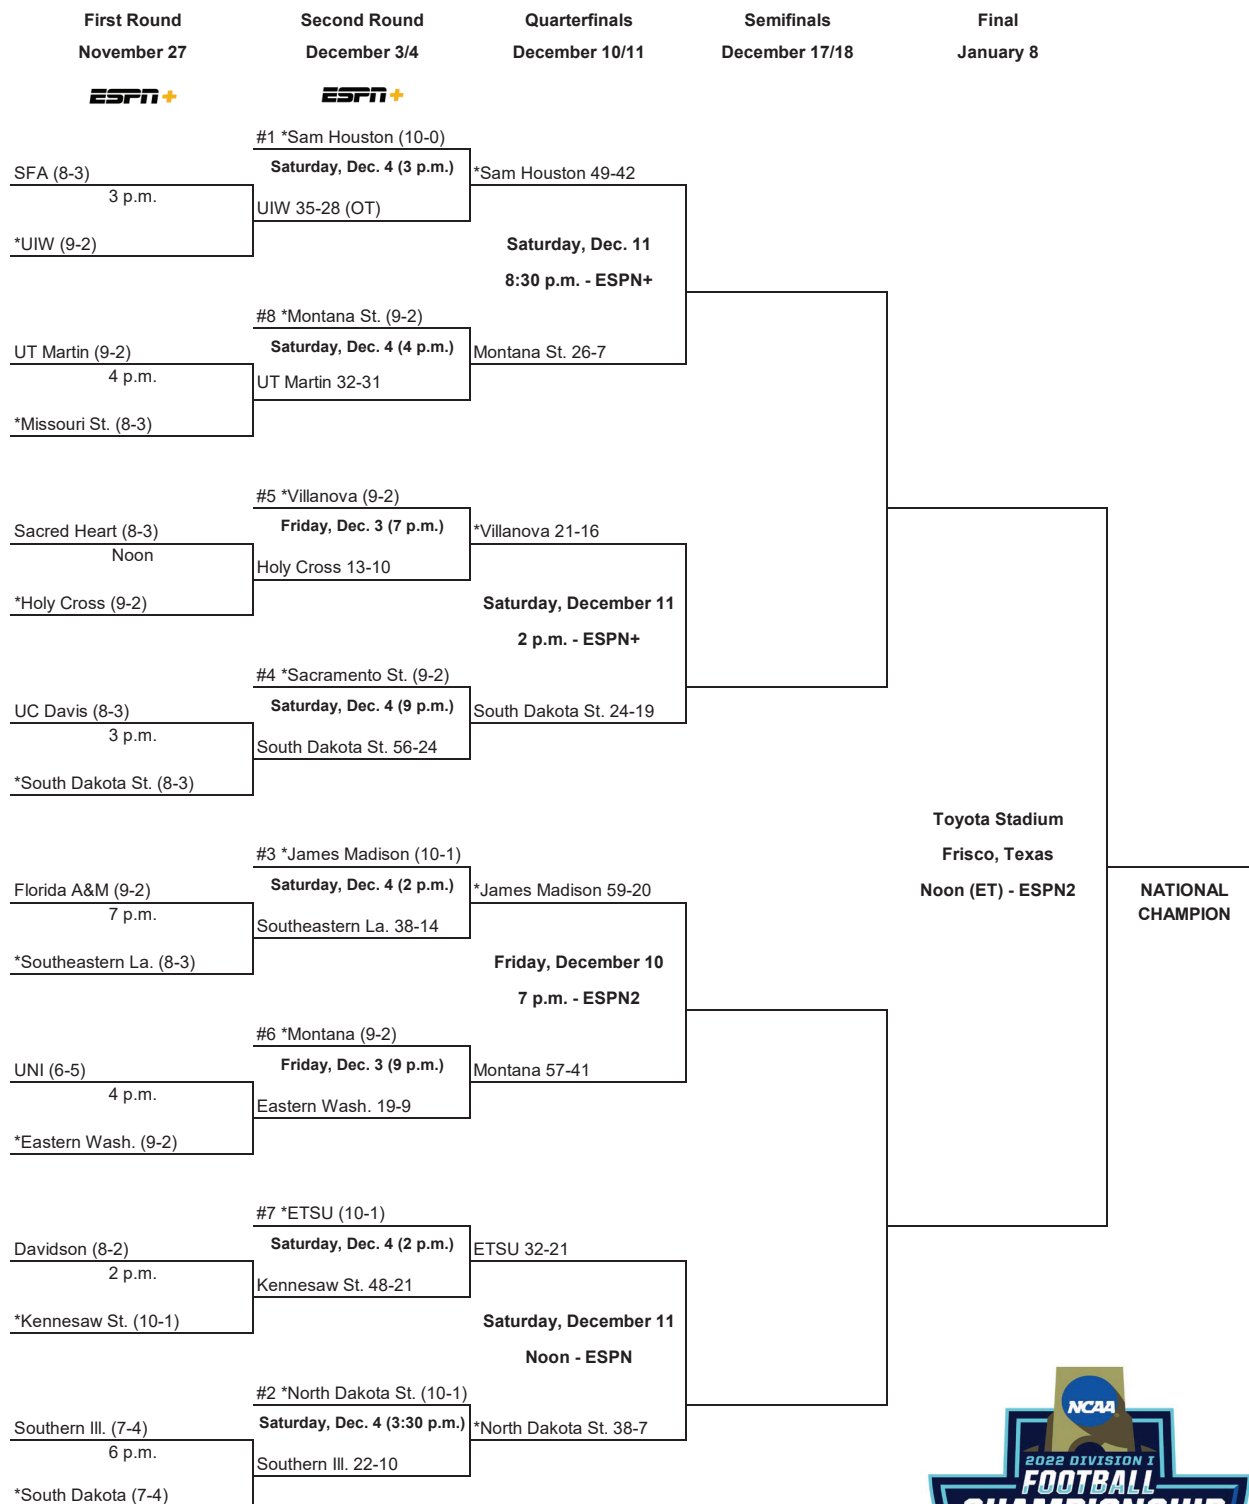 First Round
November 27
ESPN+
Second Round
December 3/4
ESPN+
Quarterfinals
December 10/11
Semifinals
December 17/18
Final
January 8
#1 *Sam Houston (10-0)
Saturday, Dec. 4 (3 p.m.)
*Sam Houston 49-42
SFA (8-3)
3 p.m.
UIW 35-28 (OT)
*UIW (9-2)
Saturday, Dec. 11
8:30 p.m. - ESPN+
#8 *Montana St. (9-2)
Saturday, Dec. 4 (4 p.m.)
Montana St. 26-7
UT Martin (9-2)
4 p.m.
UT Martin 32-31
*Missouri St. (8-3)
#5 *Villanova (9-2)
Friday, Dec. 3 (7 p.m.)
*Villanova 21-16
Sacred Heart (8-3)
Noon
Holy Cross 13-10
*Holy Cross (9-2)
Saturday, December 11
2 p.m. - ESPN+
#4 *Sacramento St. (9-2)
Saturday, Dec. 4 (9 p.m.)
South Dakota St. 24-19
UC Davis (8-3)
3 p.m.
South Dakota St. 56-24
*South Dakota St. (8-3)
Toyota Stadium
Frisco, Texas
Noon (ET) - ESPN2
NATIONAL
CHAMPION
#3 *James Madison (10-1)
Saturday, Dec. 4 (2 p.m.)
*James Madison 59-20
Florida A&M (9-2)
7 p.m.
Southeastern La. 38-14
*Southeastern La. (8-3)
Friday, December 10
7 p.m. - ESPN2
#6 *Montana (9-2)
Friday, Dec. 3 (9 p.m.)
Montana 57-41
UNI (6-5)
4 p.m.
Eastern Wash. 19-9
*Eastern Wash. (9-2)
#7 *ETSU (10-1)
Saturday, Dec. 4 (2 p.m.)
ETSU 32-21
Davidson (8-2)
2 p.m.
Kennesaw St. 48-21
*Kennesaw St. (10-1)
Saturday, December 11
Noon - ESPN
#2 *North Dakota St. (10-1)
Saturday, Dec. 4 (3:30 p.m.)
*North Dakota St. 38-7
Southern Ill. (7-4)
6 p.m.
Southern Ill. 22-10
*South Dakota (7-4)
NCAA
2022 DIVISION I
FOOTBALL
CHAMPIONSHIP